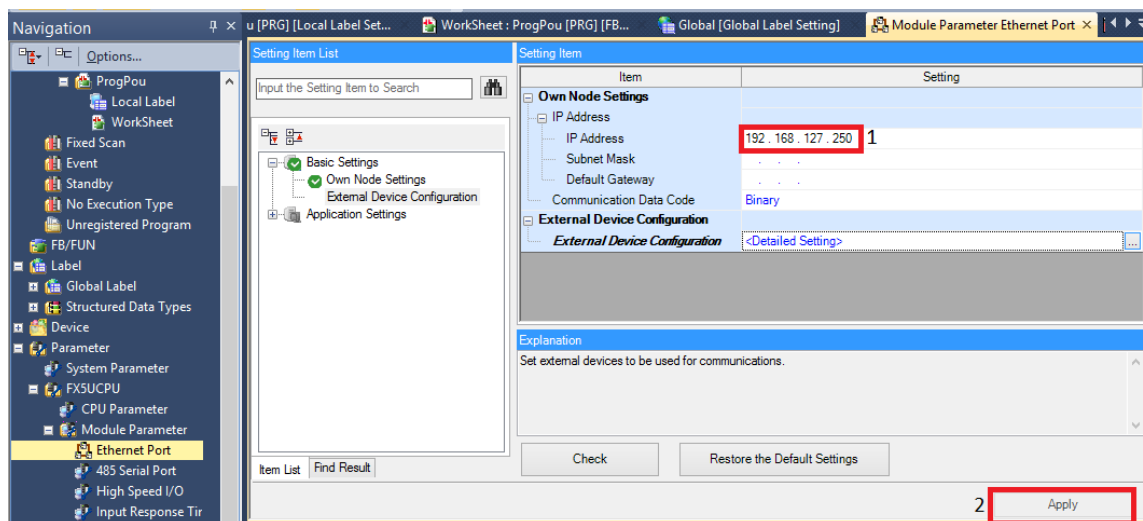 Navigation
Options...
ProgPou
Local Label
WorkSheet
Fixed Scan
Event
Standby
No Execution Type
Unregistered Program
FB/FUN
Label
Global Label
Structured Data Types
Device
Parameter
System Parameter
FX5UCPU
CPU Parameter
Module Parameter
Ethernet Port
485 Serial Port
High Speed I/O
Input Response Tir
u [PRG] [Local Label Set...
WorkSheet : ProgPou [PRG] [FB...
Global [Global Label Setting]
Module Parameter Ethernet Port
Setting Item List
Input the Setting Item to Search
Basic Settings
Own Node Settings
External Device Configuration
Application Settings
Item List Find Result
Setting Item
Item Setting
Own Node Settings
IP Address
IP Address 192 . 168 . 127 . 250 1
Subnet Mask . . .
Default Gateway . . .
Communication Data Code Binary
External Device Configuration
External Device Configuration <Detailed Setting> ...
Explanation
Set external devices to be used for communications.
Check Restore the Default Settings
2 Apply